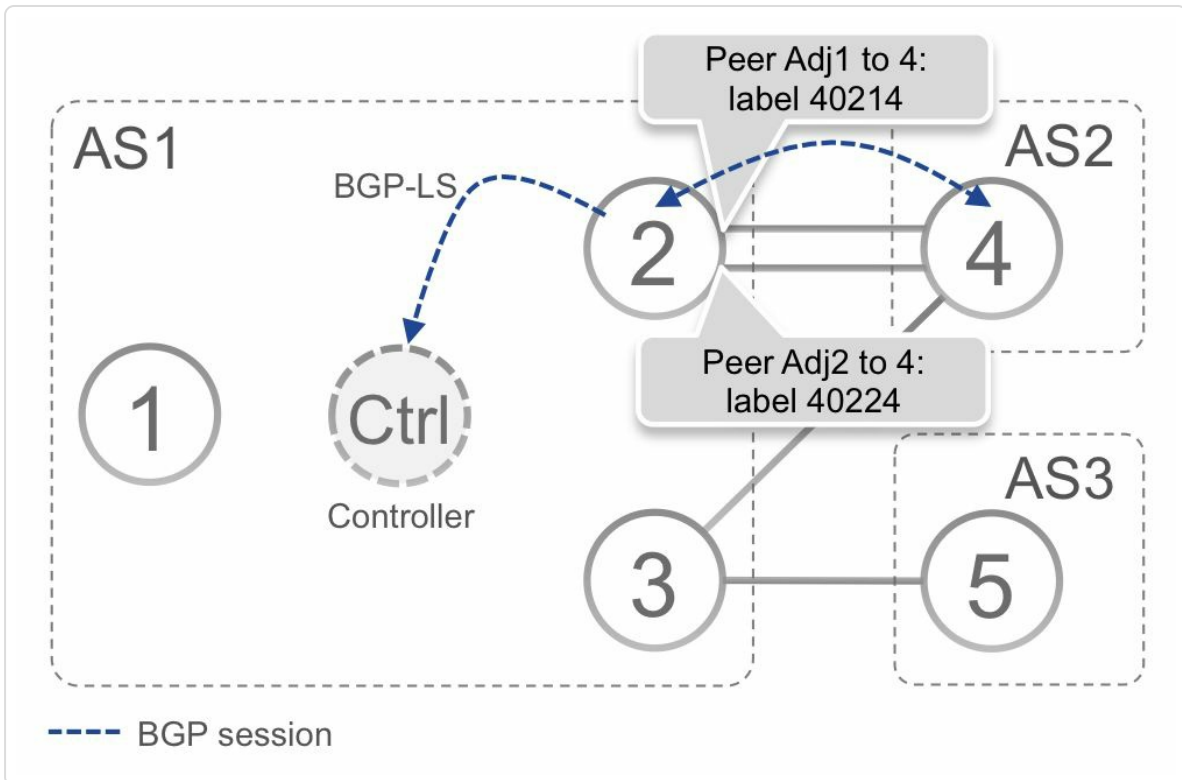 Peer Adj1 to 4:
label 40214
AS1
AS2
BGP-LS
2
4
Peer Adj2 to 4:
label 40224
1
Ctrl
Controller
AS3
3
5
BGP session